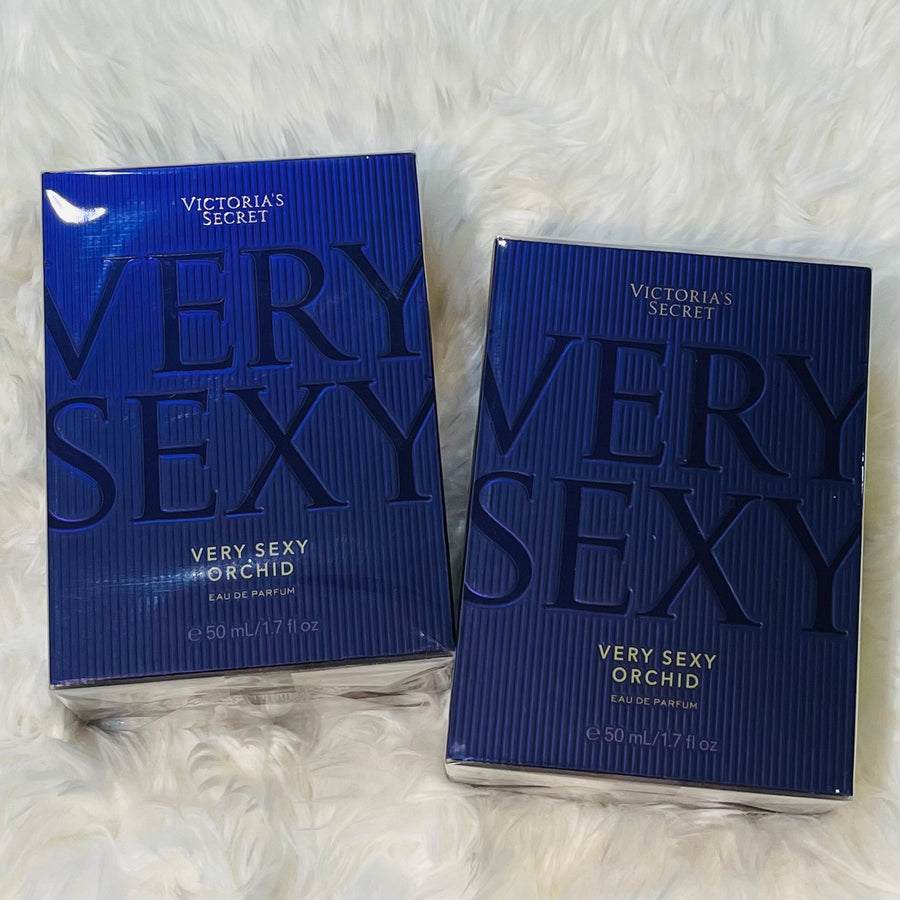 VICTORIA'S
SECRET
VERY
SEXY
VERY SEXY
ORCHID
EAU DE PARFUM
℮ 50 mL/1.7 fl oz
VICTORIA'S
SECRET
VERY
SEXY
VERY SEXY
ORCHID
EAU DE PARFUM
℮ 50 mL/1.7 fl oz